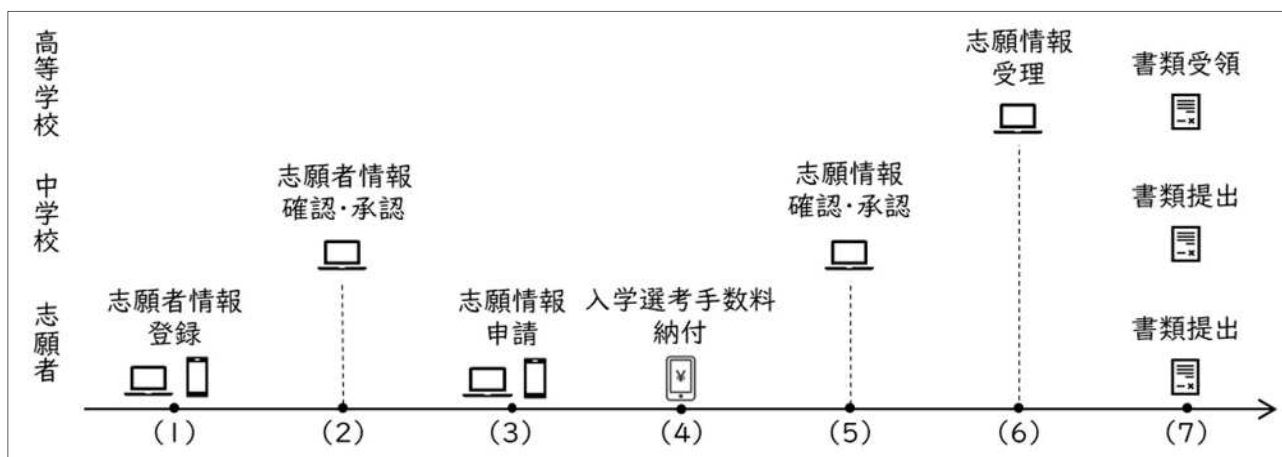 高等学校
志願情報
受理
書類受領
中学校
志願者情報
確認・承認
志願情報
確認・承認
書類提出
志願者
志願者情報
登録
志願情報
申請
入学選考手数料
納付
¥
書類提出
(1)
(2)
(3)
(4)
(5)
(6)
(7)